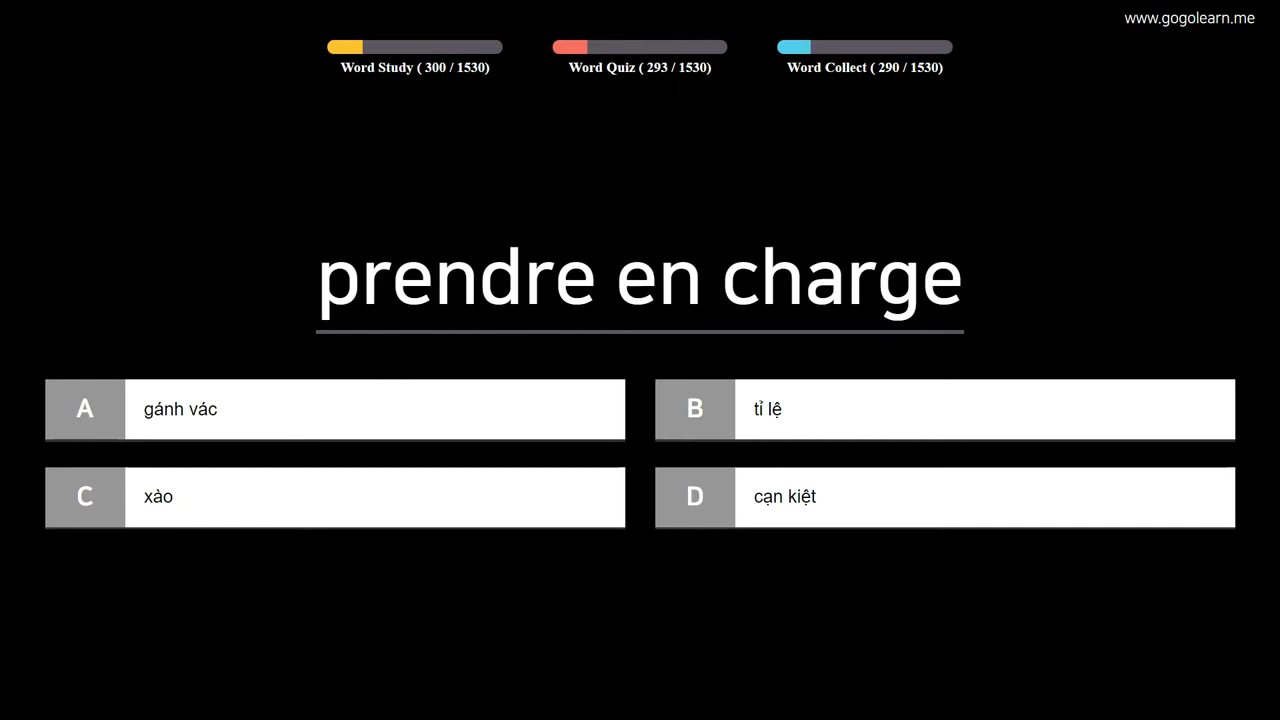 www.gogolearn.me
Word Study ( 300 / 1530)
Word Quiz ( 293 / 1530)
Word Collect ( 290 / 1530)
prendre en charge
A gánh vác
B tỉ lệ
C xào
D cạn kiệt